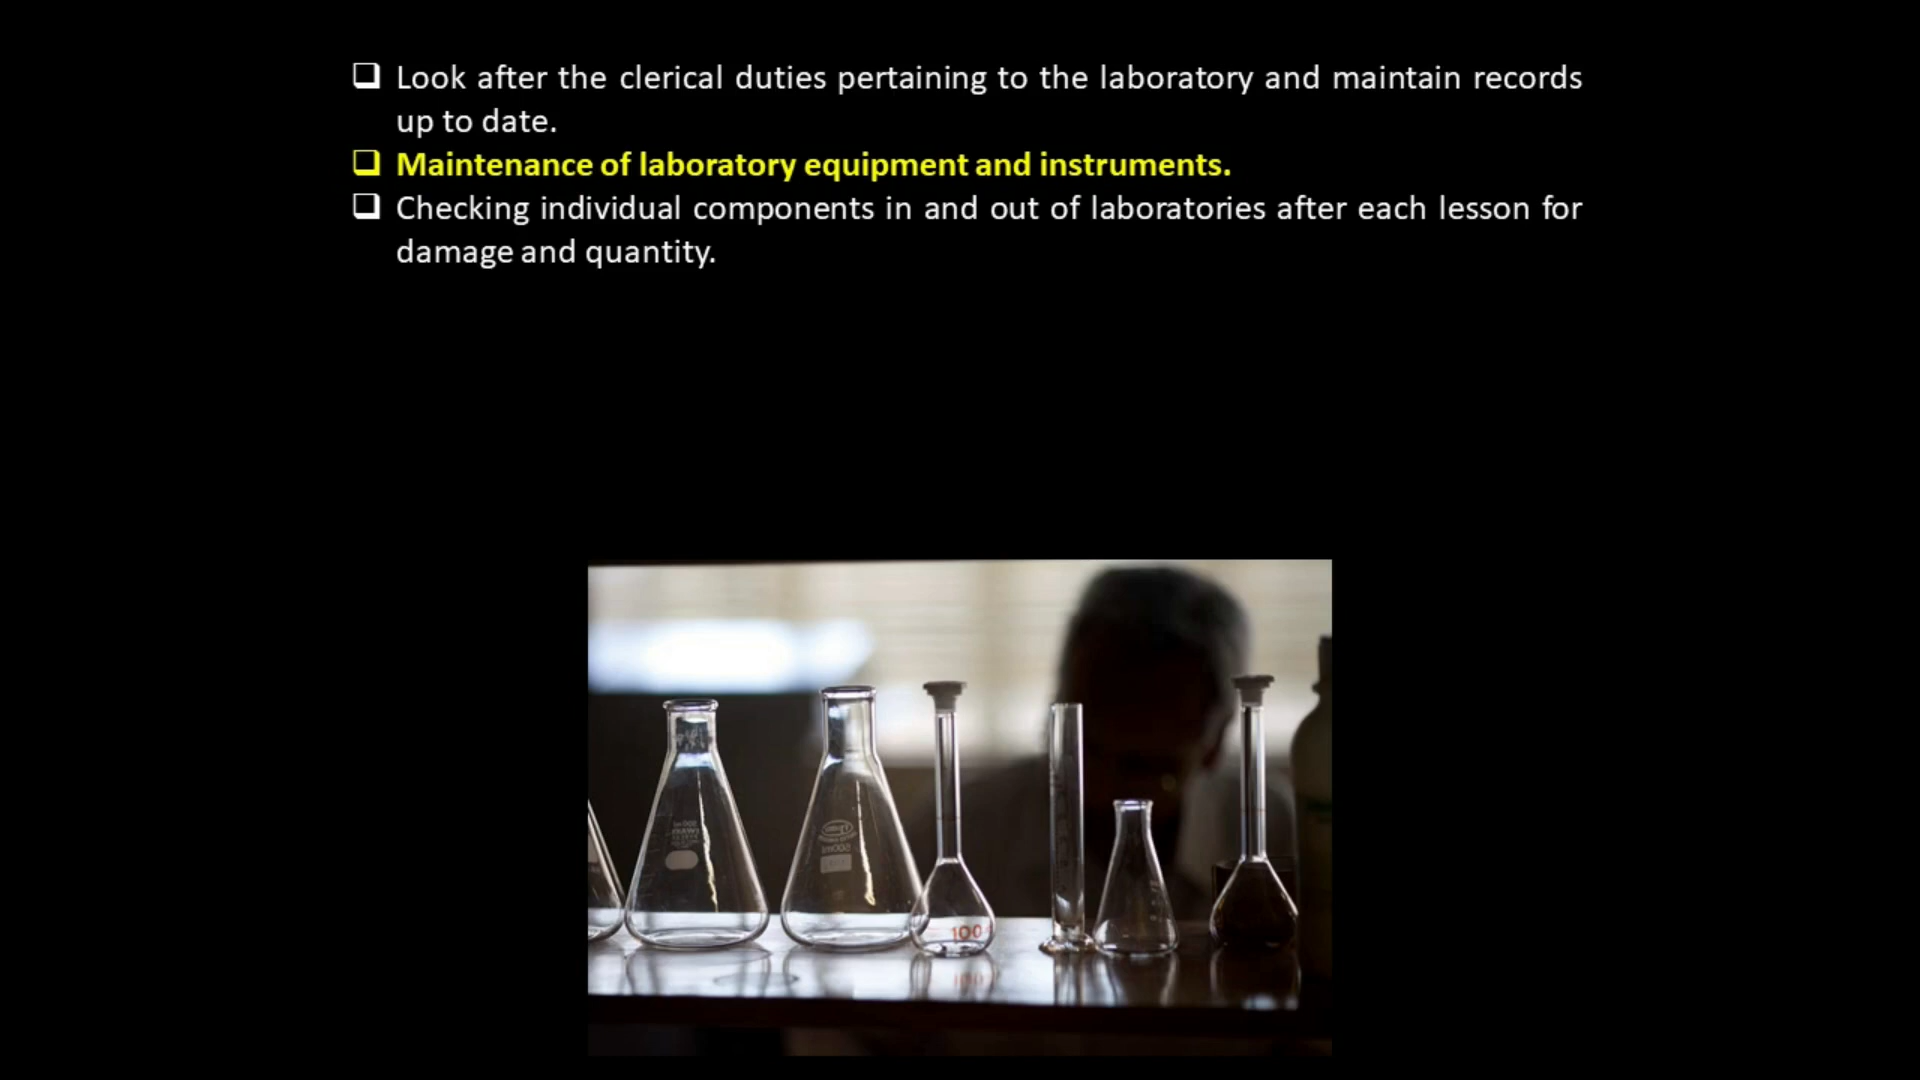 Look after the clerical duties pertaining to the laboratory and maintain records
up to date.
Maintenance of laboratory equipment and instruments.
Checking individual components in and out of laboratories after each lesson for
damage and quantity.
100